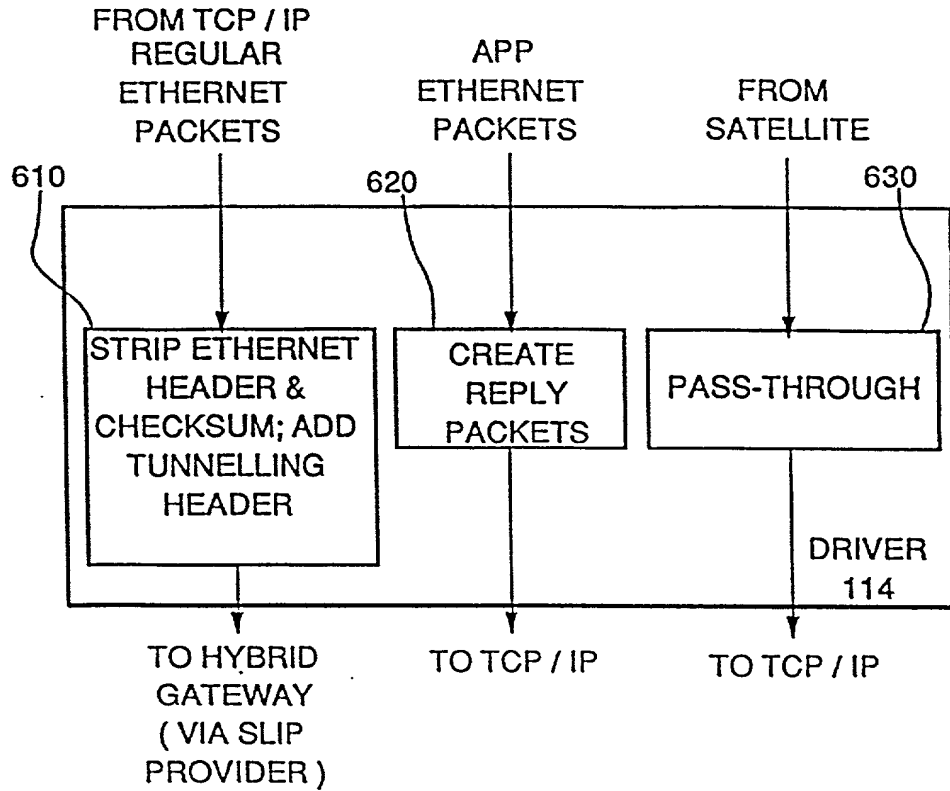 FROM TCP / IP
REGULAR
ETHERNET
PACKETS
APP
ETHERNET
PACKETS
FROM
SATELLITE
610
620
630
STRIP ETHERNET
HEADER &
CHECKSUM; ADD
TUNNELLING
HEADER
CREATE
REPLY
PACKETS
PASS-THROUGH
DRIVER
114
TO HYBRID
GATEWAY
( VIA SLIP
PROVIDER )
TO TCP / IP
TO TCP / IP